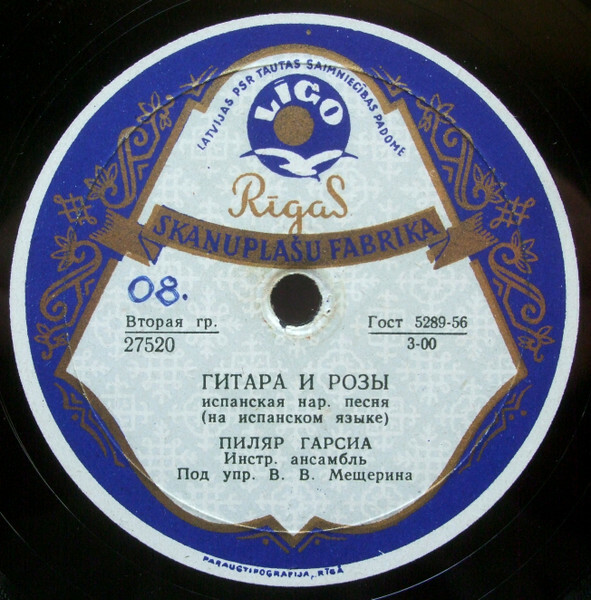 LATVIJAS PSR TAUTAS SAIMNIECĪBAS PADOME
LĪGO
Rīgas
SKAŅUPLAŠU FABRIKA
08.
Вторая гр.
27520
Гост 5289-56
3-00
ГИТАРА И РОЗЫ
испанская нар. песня
(на испанском языке)
ПИЛЯР ГАРСИА
Инстр. ансамбль
Под упр. В. В. Мещерина
PARAUGTIPOGRAFIJA, RĪGĀ